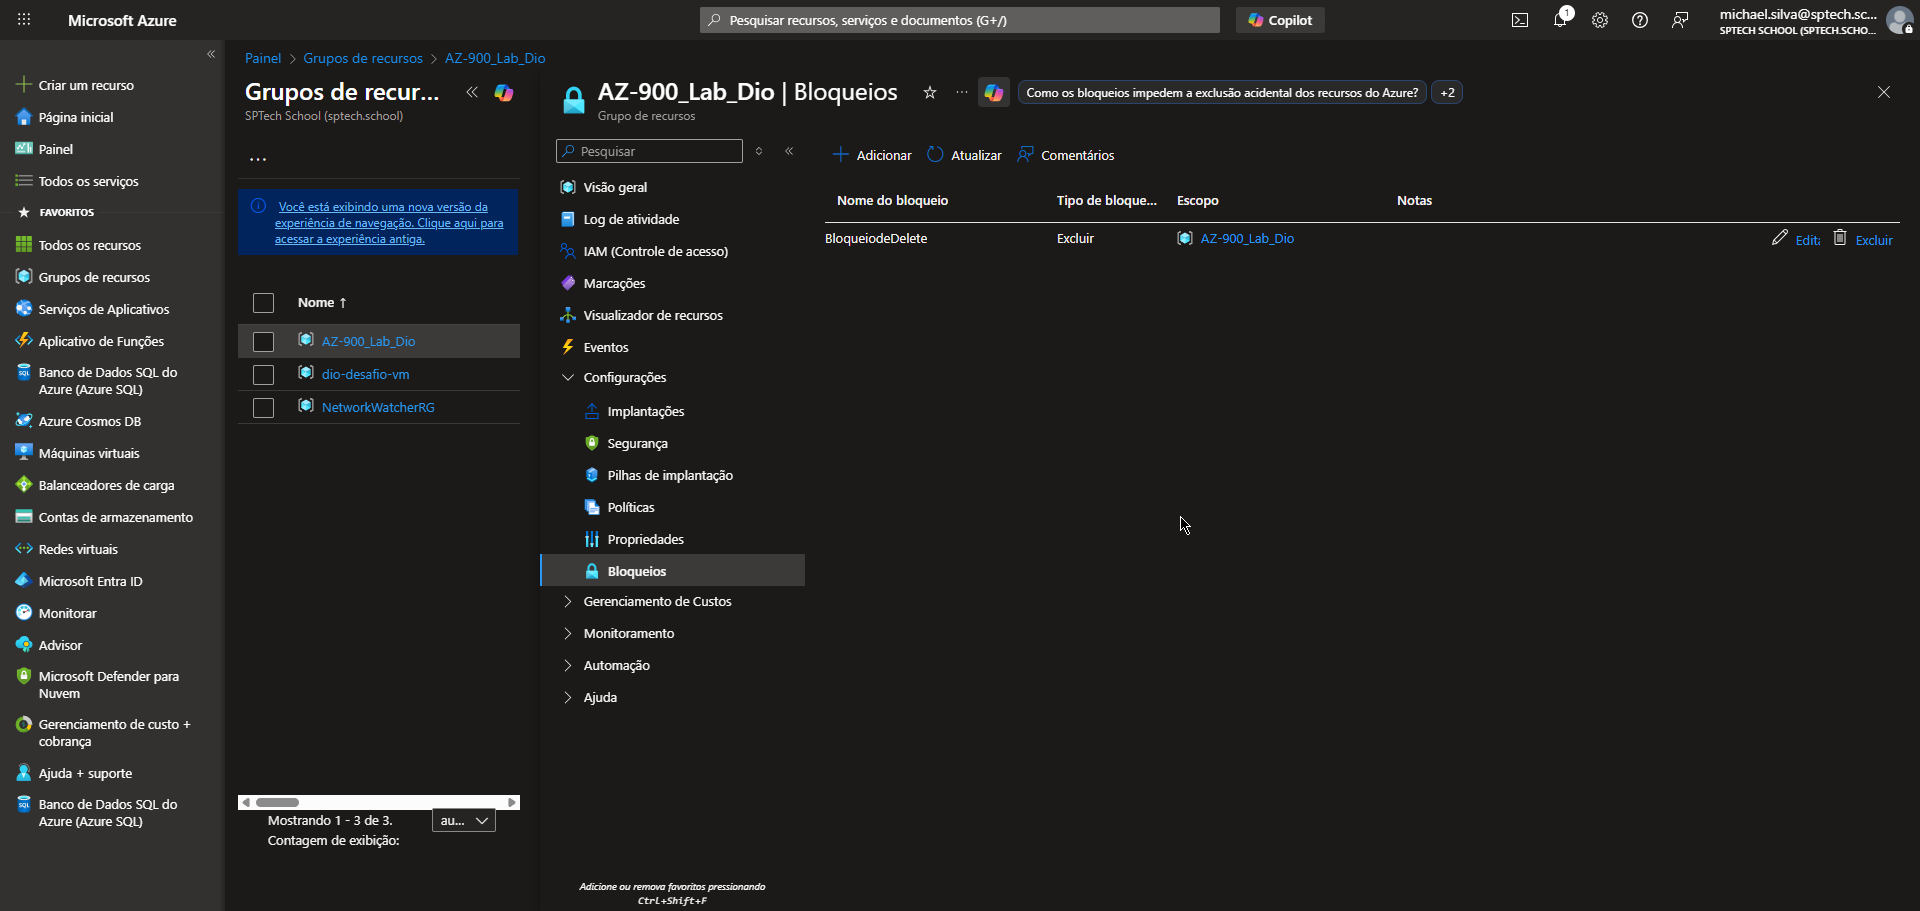 Microsoft Azure
Pesquisar recursos, serviços e documentos (G+/)
Copilot
1
michael.silva@sptech.sc...
SPTECH SCHOOL (SPTECH.SCHO...
Criar um recurso
Página inicial
Painel
Todos os serviços
FAVORITOS
Todos os recursos
Grupos de recursos
Serviços de Aplicativos
Aplicativo de Funções
Banco de Dados SQL do
Azure (Azure SQL)
Azure Cosmos DB
Máquinas virtuais
Balanceadores de carga
Contas de armazenamento
Redes virtuais
Microsoft Entra ID
Monitorar
Advisor
Microsoft Defender para
Nuvem
Gerenciamento de custo +
cobrança
Ajuda + suporte
Banco de Dados SQL do
Azure (Azure SQL)
Painel > Grupos de recursos > AZ-900_Lab_Dio
Grupos de recur...
SPTech School (sptech.school)
...
Você está exibindo uma nova versão da
experiência de navegação. Clique aqui para
acessar a experiência antiga.
Nome ↑
AZ-900_Lab_Dio
dio-desafio-vm
NetworkWatcherRG
Mostrando 1 - 3 de 3.
Contagem de exibição:
au...
AZ-900_Lab_Dio | Bloqueios
...
Como os bloqueios impedem a exclusão acidental dos recursos do Azure?
+2
Grupo de recursos
Pesquisar
Visão geral
Log de atividade
IAM (Controle de acesso)
Marcações
Visualizador de recursos
Eventos
Configurações
Implantações
Segurança
Pilhas de implantação
Políticas
Propriedades
Bloqueios
Gerenciamento de Custos
Monitoramento
Automação
Ajuda
Adicione ou remova favoritos pressionando
Ctrl+Shift+F
Adicionar
Atualizar
Comentários
Nome do bloqueio
Tipo de bloque...
Escopo
Notas
BloqueiodeDelete
Excluir
AZ-900_Lab_Dio
Edit
Excluir